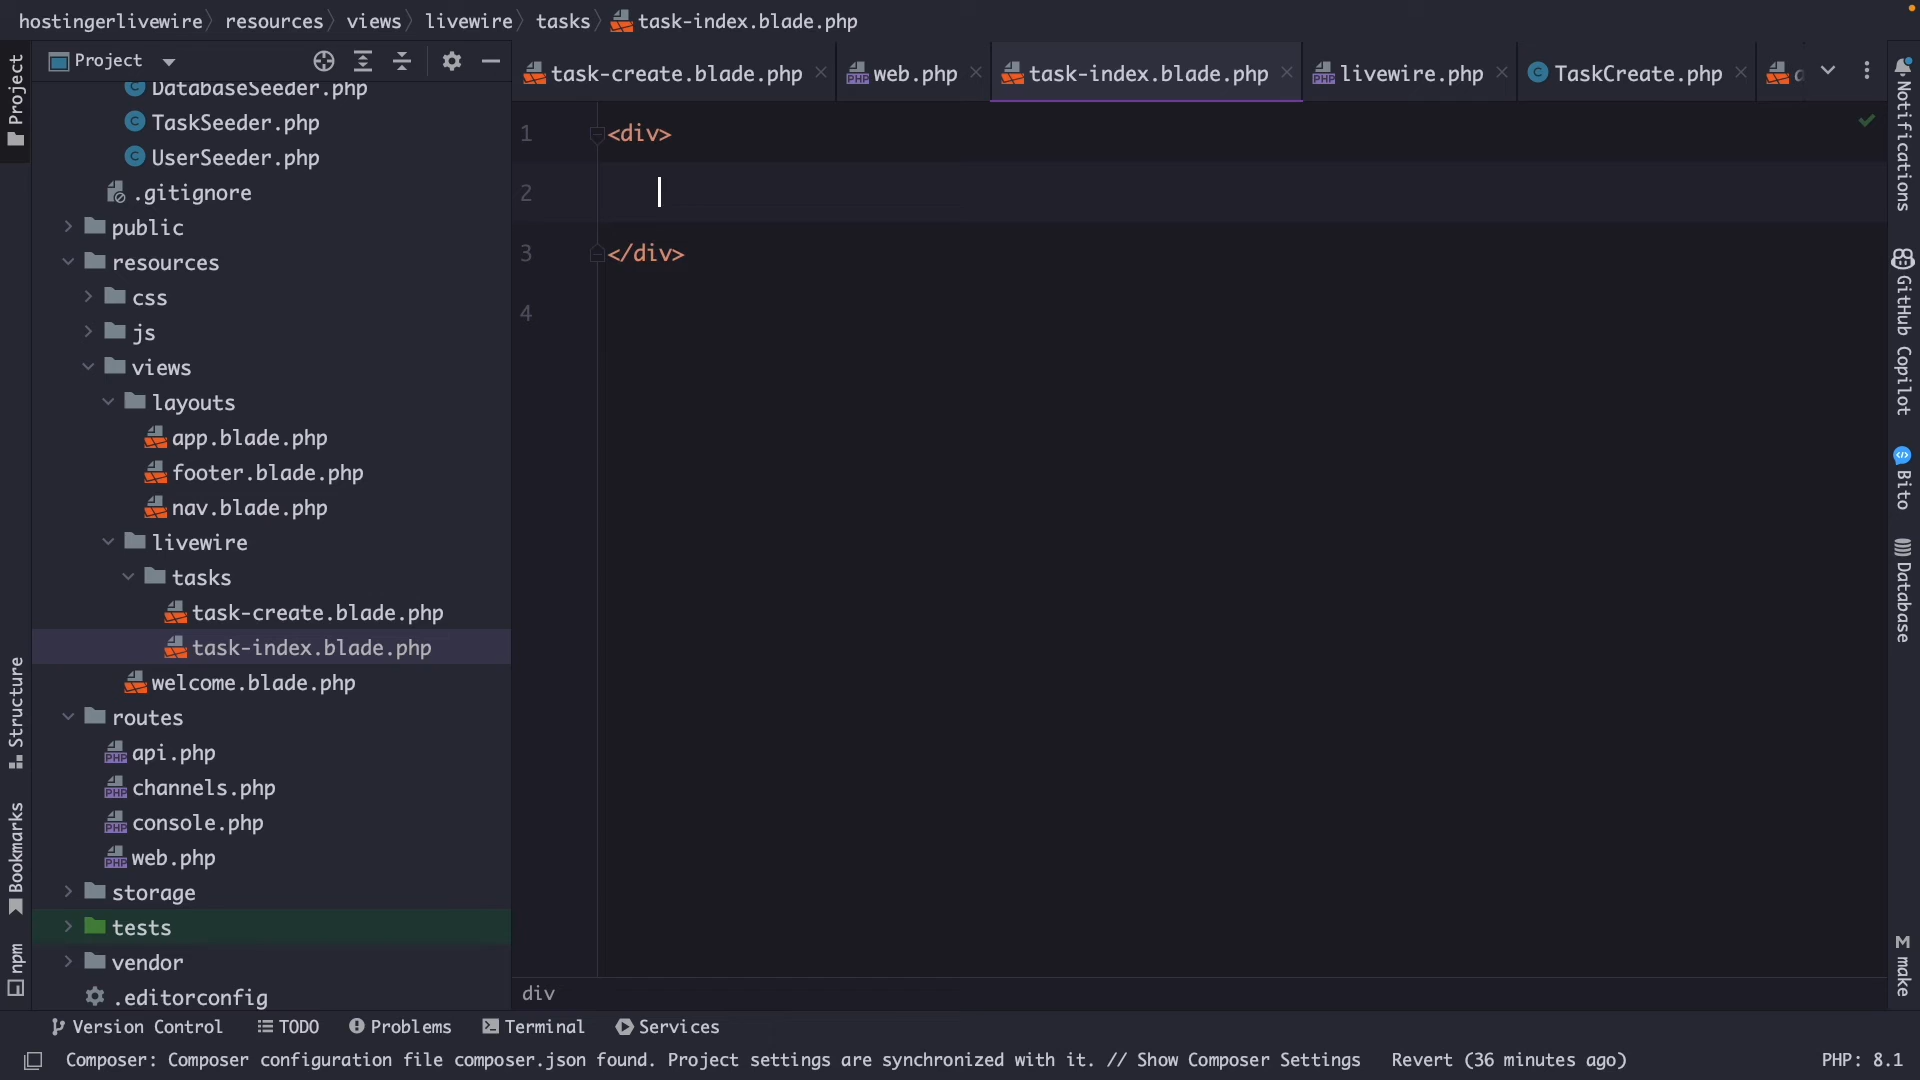 hostingerlivewire resources views livewire tasks task-index.blade.php
Project
task-create.blade.php web.php task-index.blade.php livewire.php TaskCreate.php
DatabaseSeeder.php
TaskSeeder.php
UserSeeder.php
.gitignore
public
resources
css
js
views
layouts
app.blade.php
footer.blade.php
nav.blade.php
livewire
tasks
task-create.blade.php
task-index.blade.php
welcome.blade.php
routes
api.php
channels.php
console.php
web.php
storage
tests
vendor
.editorconfig
1 <div>
2
3 </div>
4
div
Project
Structure
Bookmarks
npm
Notifications
GitHub Copilot
Bito
Database
make
Version Control TODO Problems Terminal Services
Composer: Composer configuration file composer.json found. Project settings are synchronized with it. // Show Composer Settings Revert (36 minutes ago) PHP: 8.1